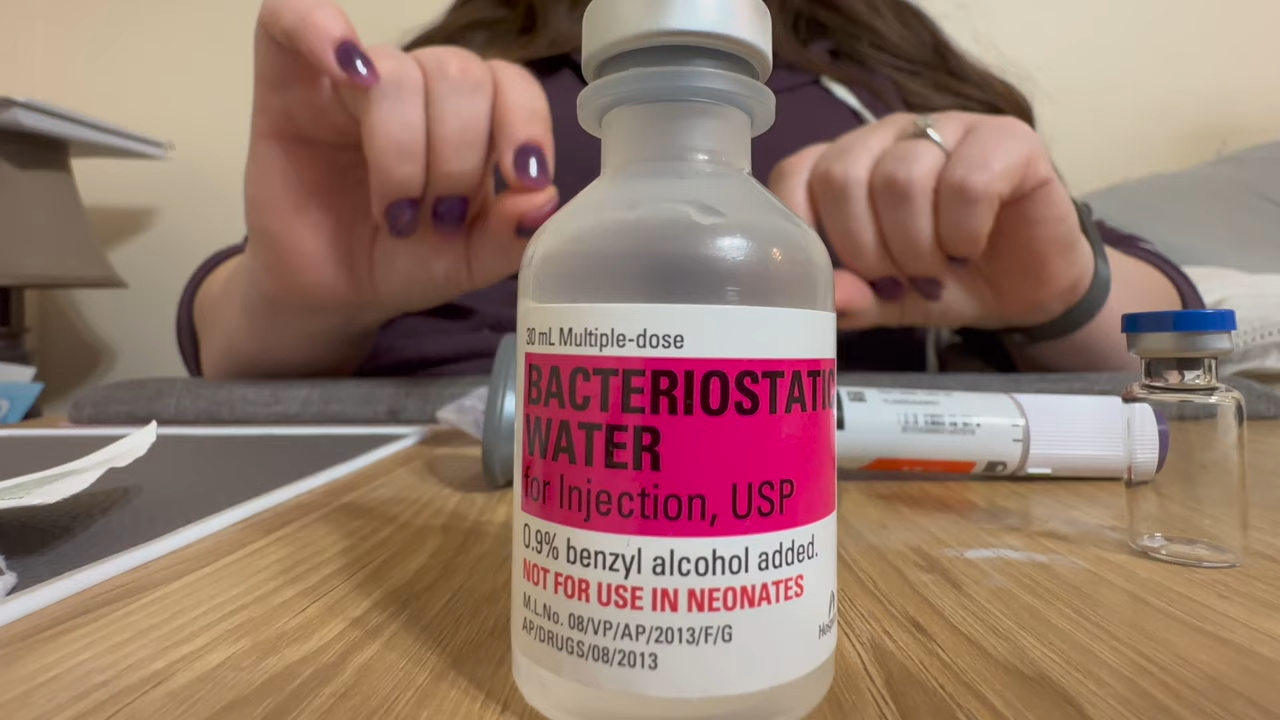 30 mL Multiple-dose
BACTERIOSTATIC
WATER
for Injection, USP
0.9% benzyl alcohol added.
NOT FOR USE IN NEONATES
M.L.No. 08/VP/AP/2013/F/G
AP/DRUGS/08/2013